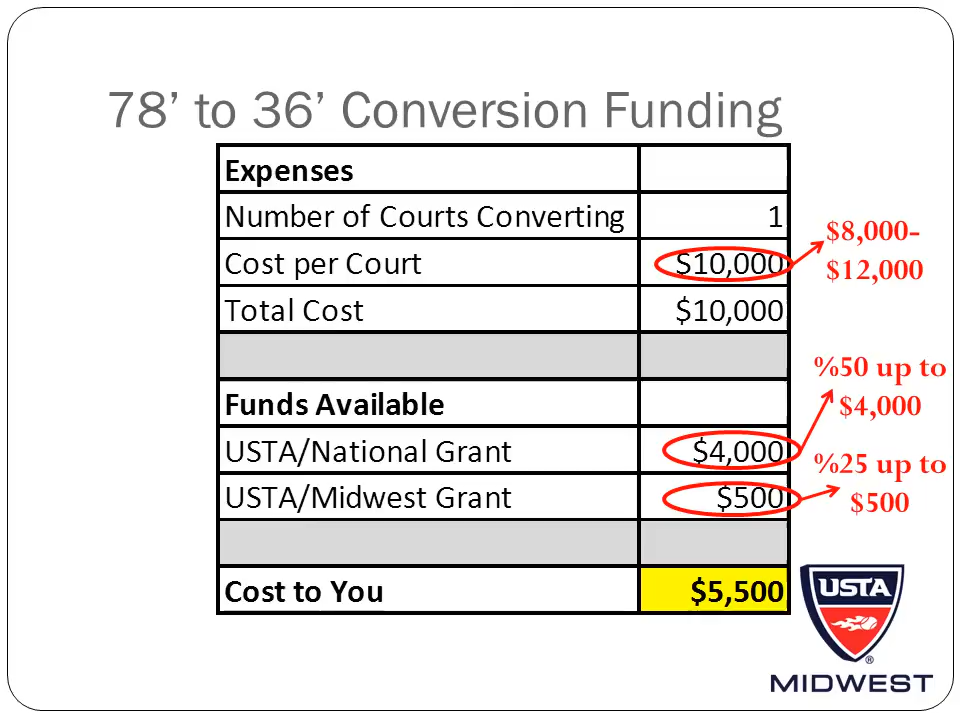 78’ to 36’ Conversion Funding
Expenses
Number of Courts Converting 1
Cost per Court $10,000
Total Cost $10,000
Funds Available
USTA/National Grant $4,000
USTA/Midwest Grant $500
Cost to You $5,500
$8,000-
$12,000
%50 up to
$4,000
%25 up to
$500
USTA
®
MIDWEST